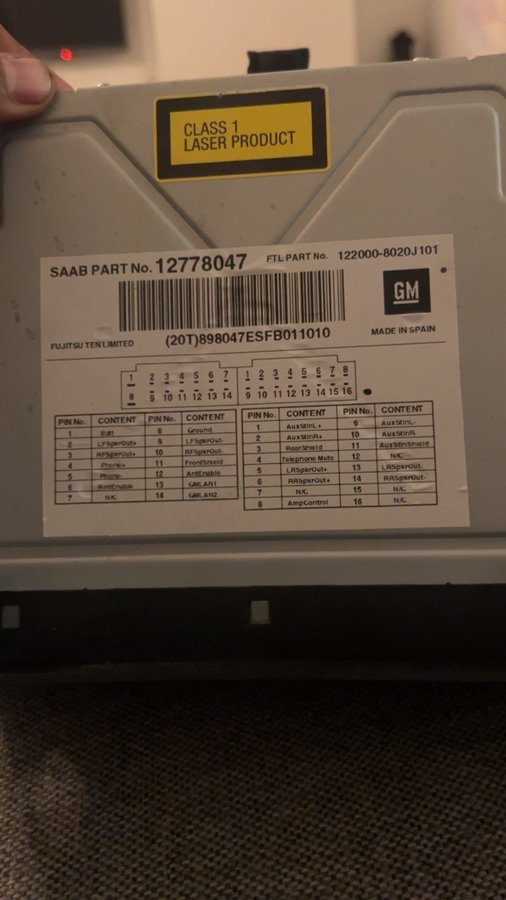 CLASS 1
LASER PRODUCT
SAAB PART No. 12778047 FTL PART No. 122000-8020J101
GM
FUJITSU TEN LIMITED (20T)898047ESFB011010 MADE IN SPAIN
1 2 3 4 5 6 7 1 2 3 4 5 6 7 8
8 9 10 11 12 13 14 9 10 11 12 13 14 15 16
PIN No. CONTENT PIN No. CONTENT
1 Batt 8 Ground
2 LFSpkrOut+ 9 LFSpkrOut-
3 RFSpkrOut+ 10 RFSpkrOut-
4 Phone+ 11 FrontShield
5 Phone- 12 AntEnable
6 RmtEnable 13 GMLAN1
7 N/C 14 GMLAN2
PIN No. CONTENT PIN No. CONTENT
1 AuxStInL+ 9 AuxStInL-
2 AuxStInR+ 10 AuxStInR-
3 RearShield 11 AuxStInShield
4 Telephone Mute 12 N/C
5 LRSpkrOut+ 13 LRSpkrOut-
6 RRSpkrOut+ 14 RRSpkrOut-
7 N/C 15 N/C
8 AmpControl 16 N/C